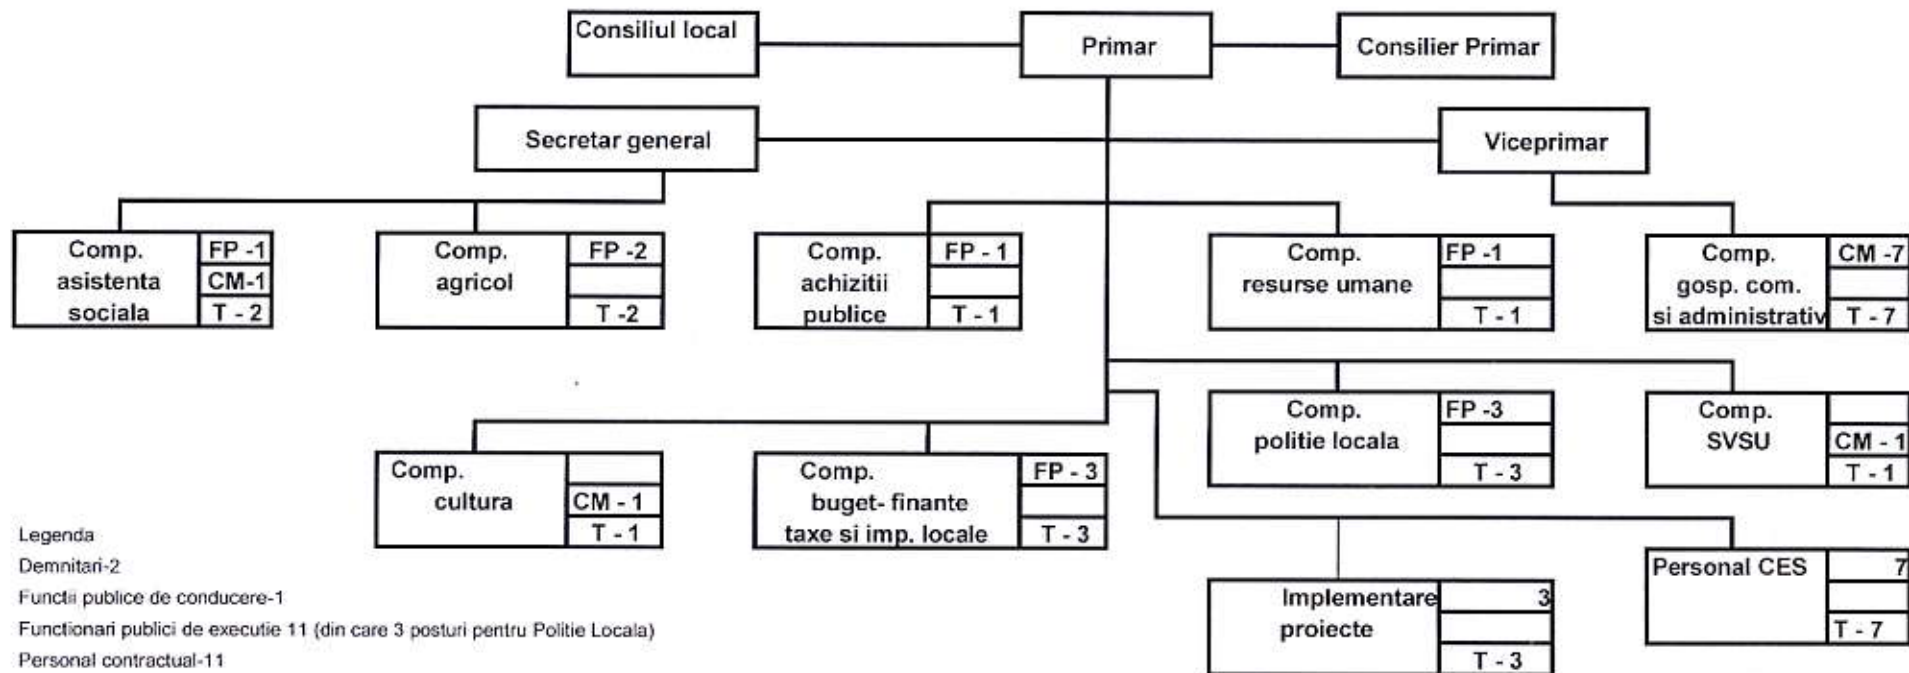 Consiliul local
Primar
Consilier Primar
Secretar general
Viceprimar
Comp.
asistenta
sociala
FP -1
CM-1
T - 2
Comp.
agricol
FP -2
T -2
Comp.
achizitii
publice
FP - 1
T - 1
Comp.
resurse umane
FP -1
T - 1
Comp.
gosp. com.
si administrativ
CM -7
T - 7
Comp.
politie locala
FP -3
T - 3
Comp.
SVSU
CM - 1
T - 1
Comp.
cultura
CM - 1
T - 1
Comp.
buget- finante
taxe si imp. locale
FP - 3
T - 3
Implementare
proiecte
3
T - 3
Personal CES
7
T - 7
Legenda
Demnitari-2
Functii publice de conducere-1
Functionari publici de executie 11 (din care 3 posturi pentru Politie Locala)
Personal contractual-11